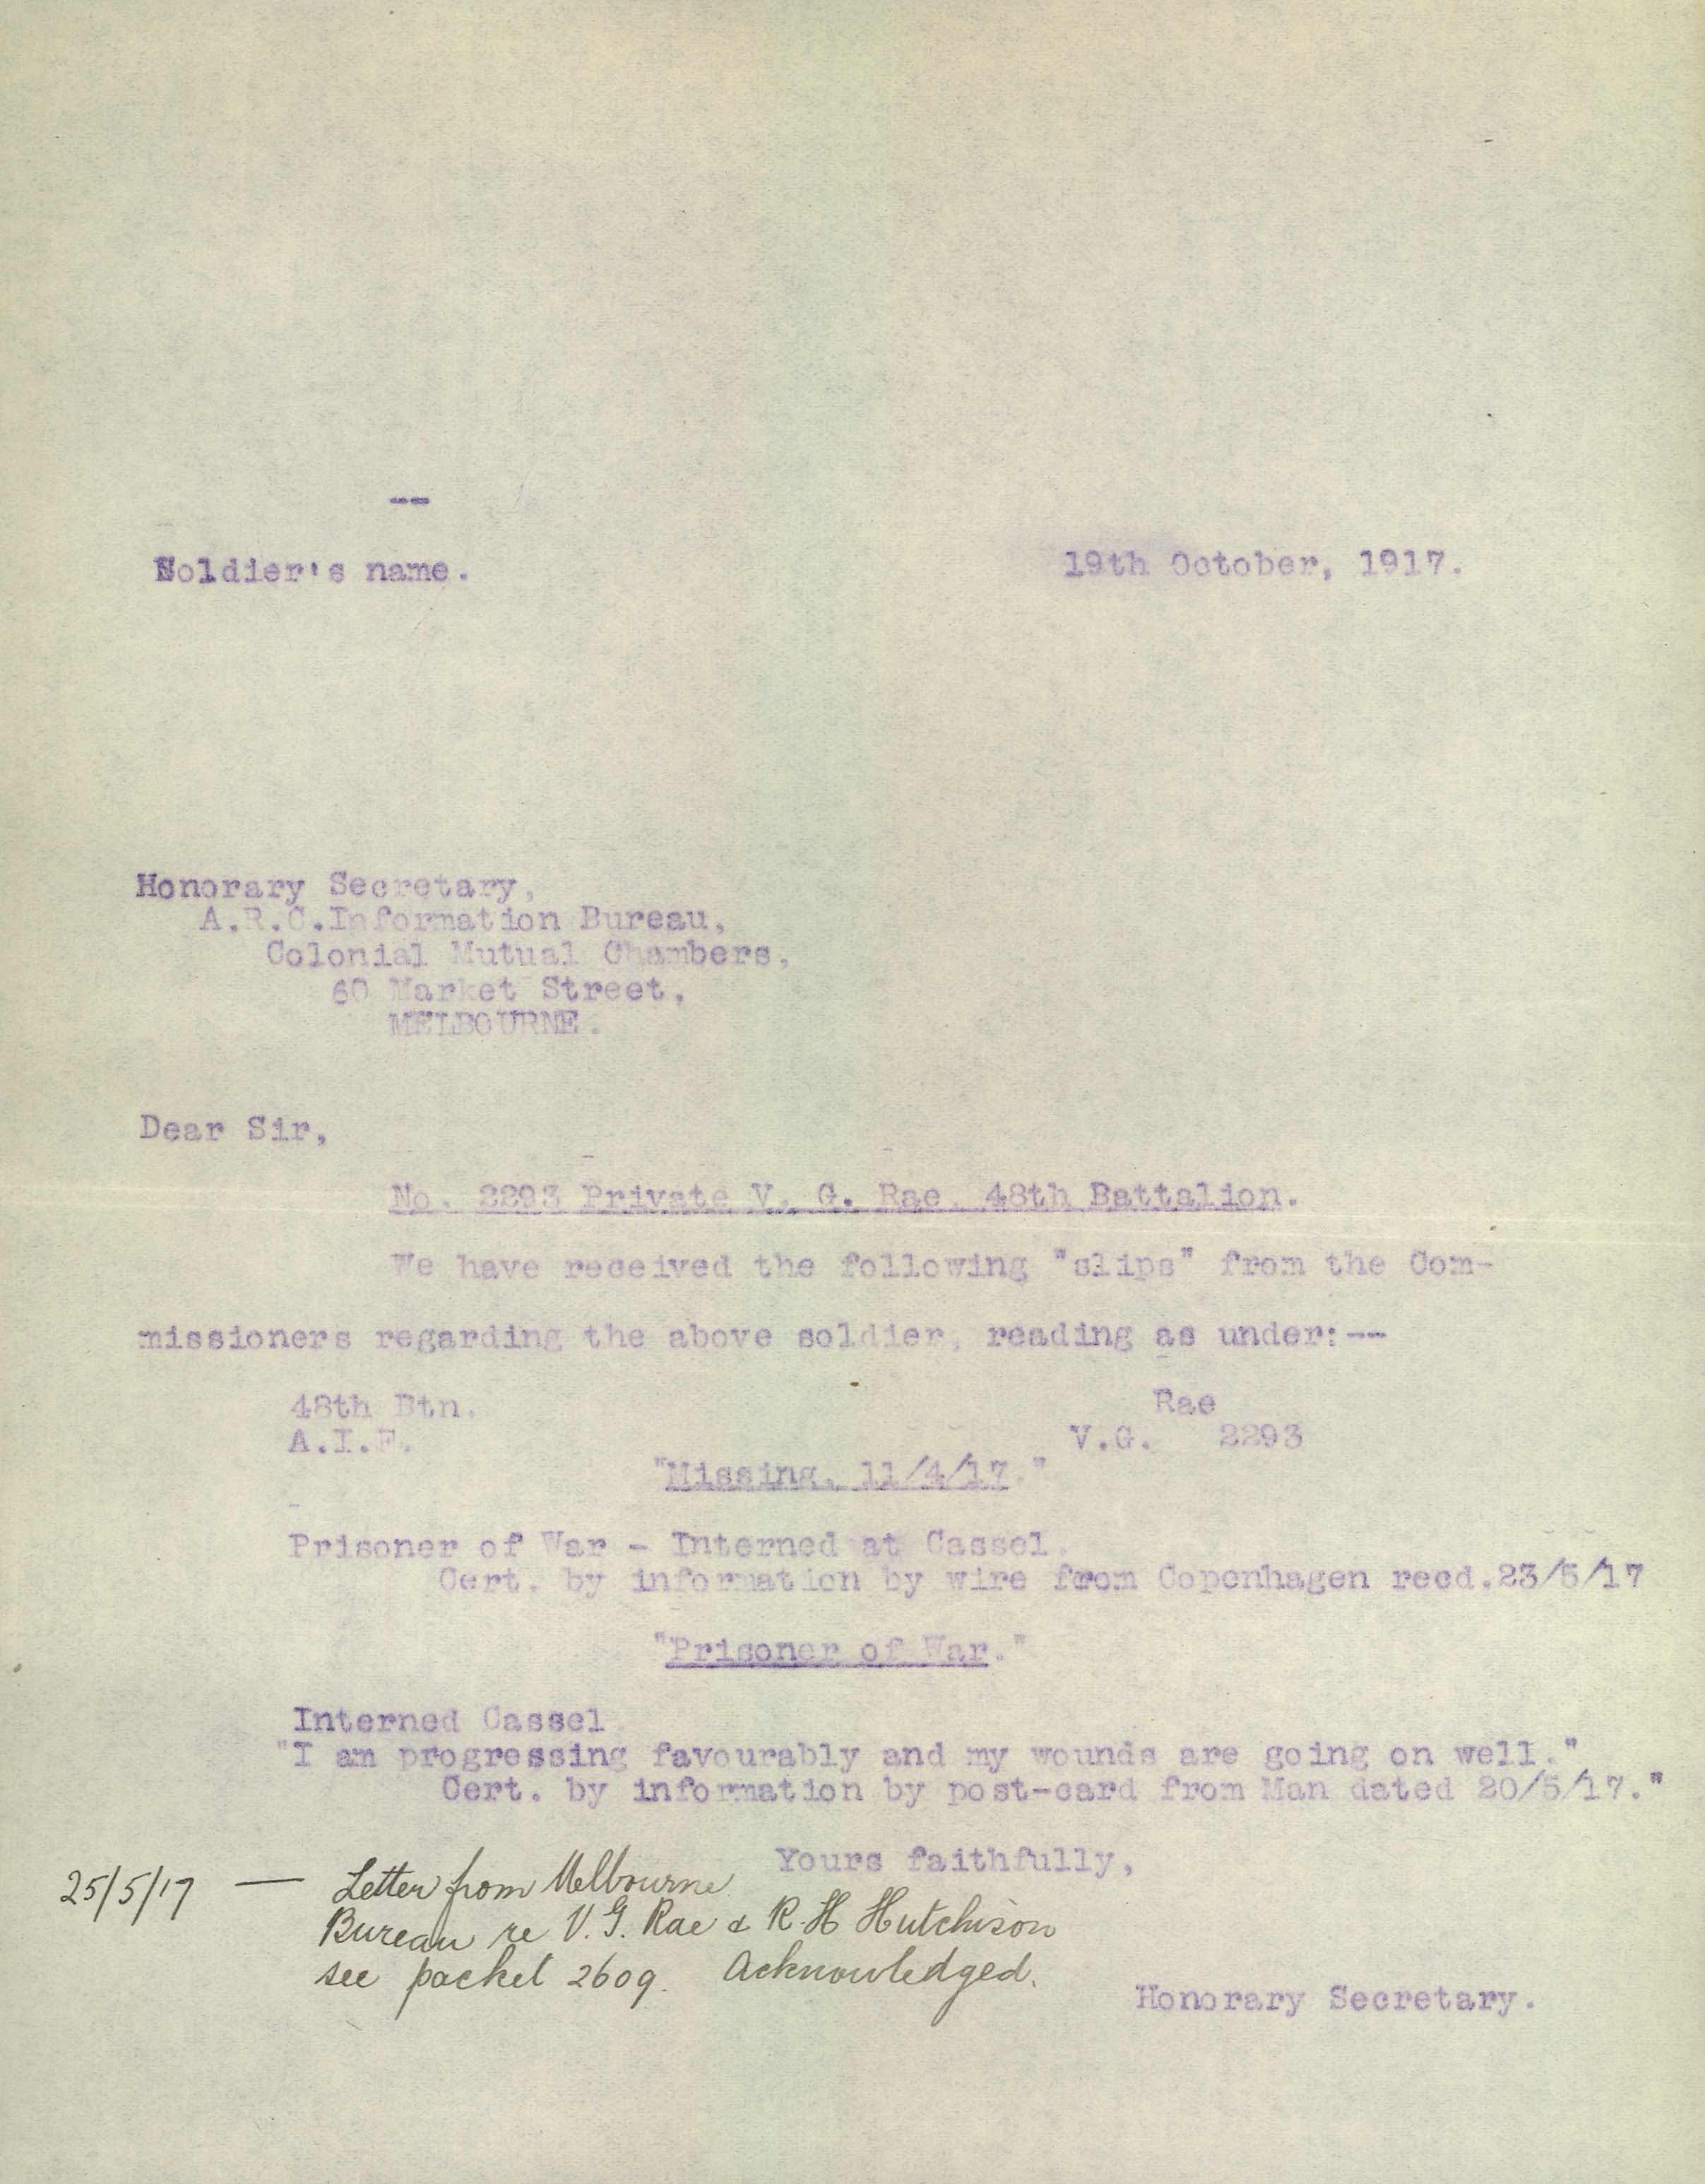 --
Soldier's name.
19th October, 1917.
Honorary Secretary,
A.R.C.Information Bureau,
Colonial Mutual Chambers,
60 Market Street,
MELBOURNE.
Dear Sir,
No. 2293 Private V. G. Rae, 48th Battalion.
We have received the following "slips" from the Com-
missioners regarding the above soldier, reading as under:--
48th Btn. Rae
A.I.F. V.G. 2293
"Missing, 11/4/17."
Prisoner of War - Interned at Cassel.
Cert. by information by wire from Copenhagen recd.23/5/17
"Prisoner of War."
Interned Cassel
"I am progressing favourably and my wounds are going on well."
Cert. by information by post-card from Man dated 20/5/17."
Yours faithfully,
25/5/17 — Letter from Melbourne
Bureau re V. G. Rae & R. H Hutchison
see packet 2609. Acknowledged.
Honorary Secretary.